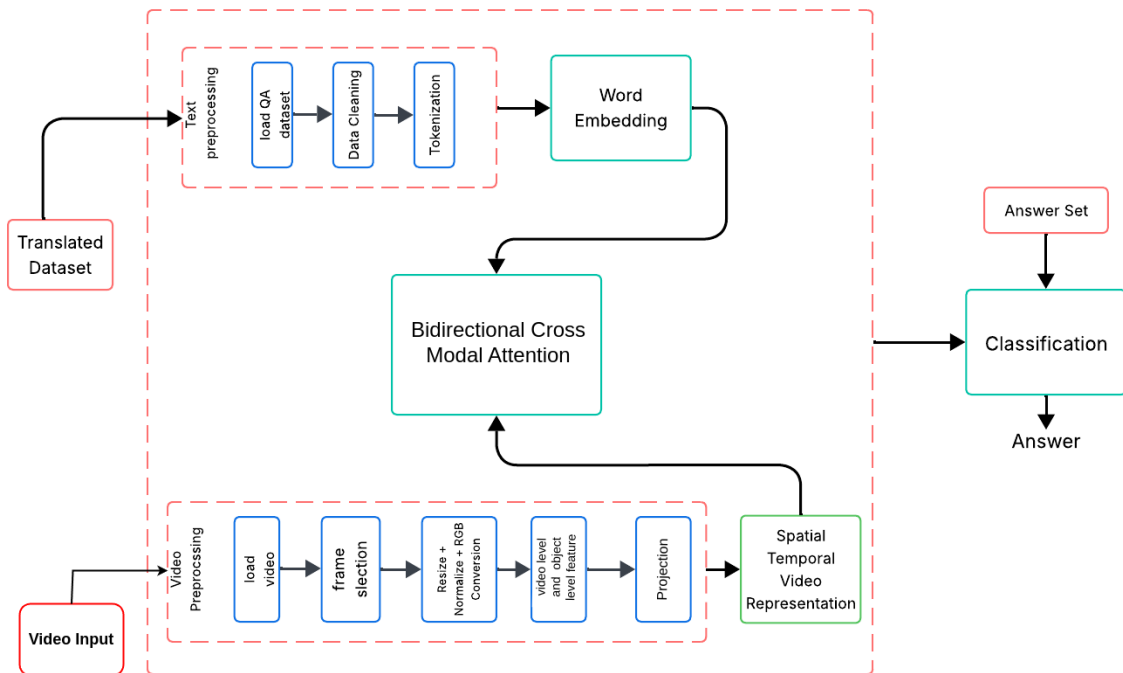 Translated
Dataset
Text
preprocessing
load QA
dataset
Data Cleaning
Tokenization
Word
Embedding
Bidirectional Cross
Modal Attention
Answer Set
Classification
Answer
Video Input
Video
Preprocssing
load
video
frame
slection
Resize +
Normalize + RGB
Conversion
video level
and object
level feature
Projection
Spatial
Temporal
Video
Representation